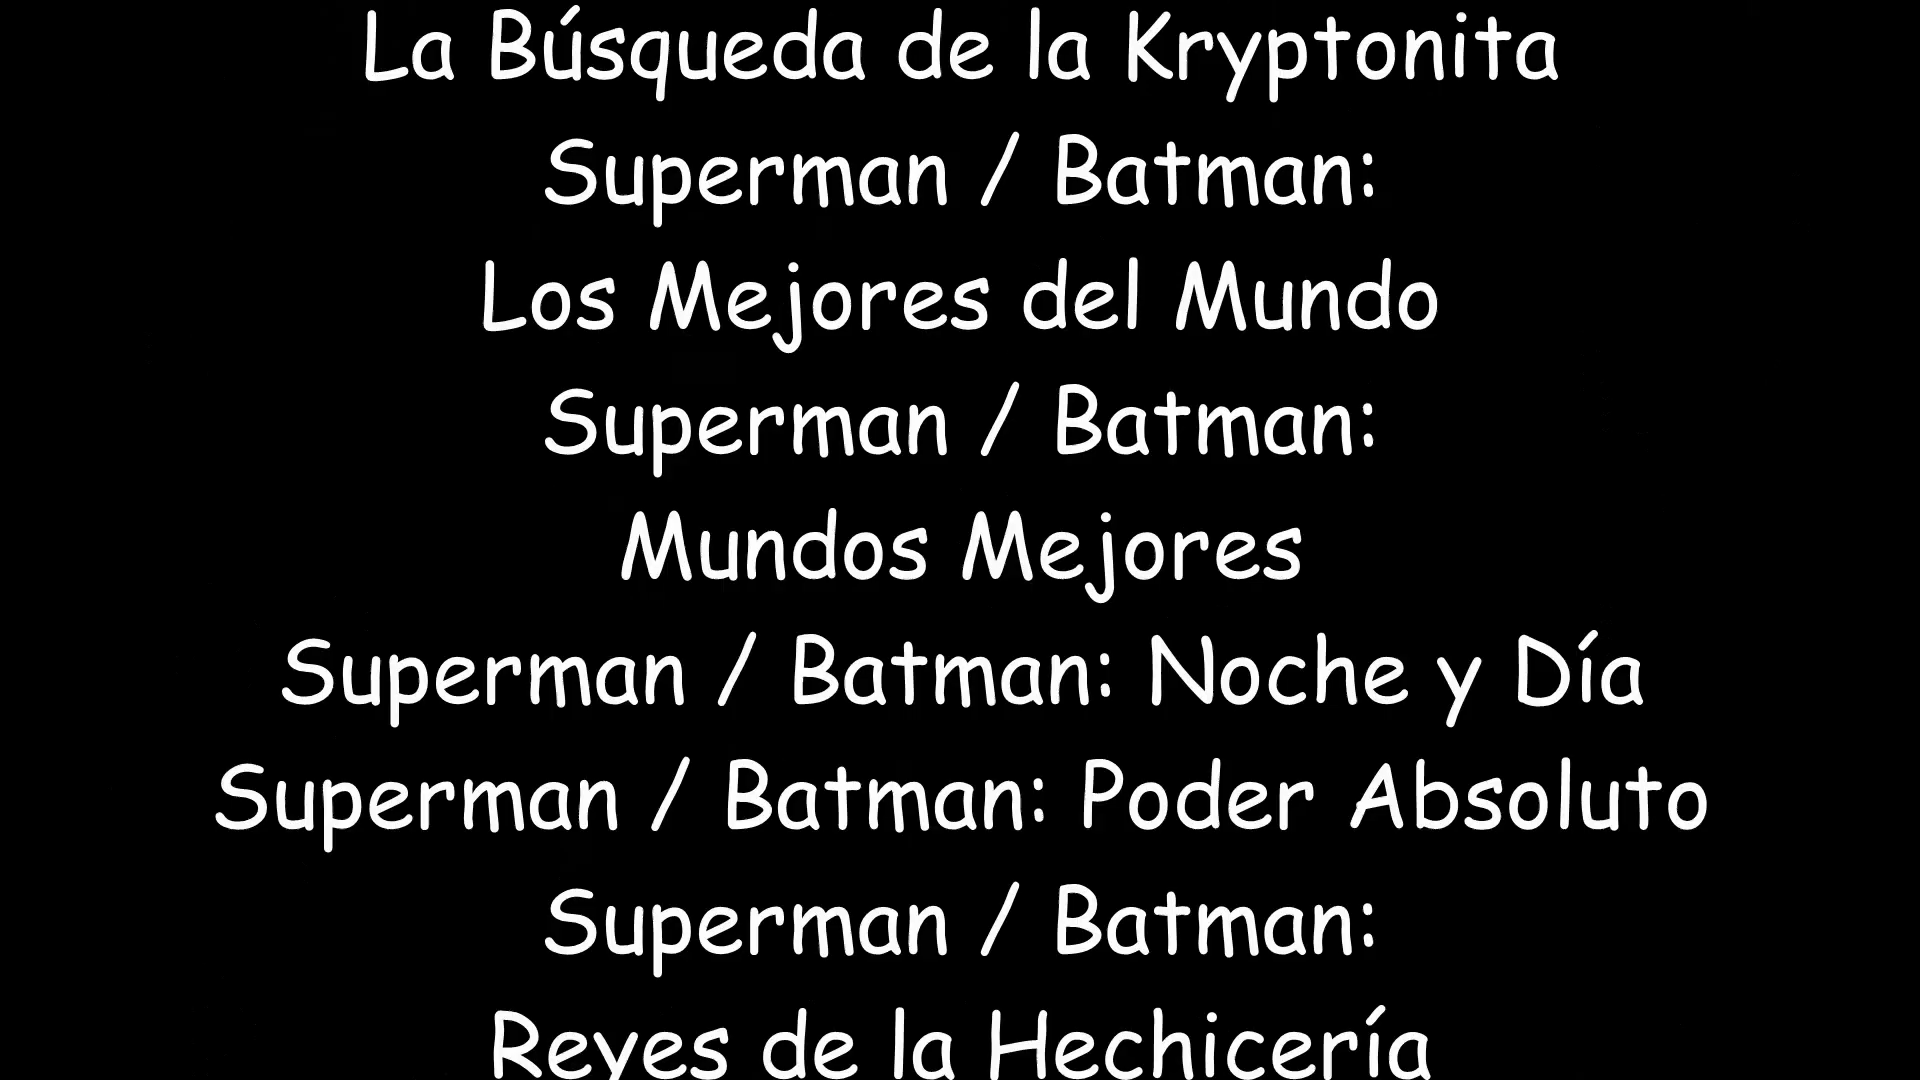 La Búsqueda de la Kryptonita
Superman / Batman:
Los Mejores del Mundo
Superman / Batman:
Mundos Mejores
Superman / Batman: Noche y Día
Superman / Batman: Poder Absoluto
Superman / Batman:
Reyes de la Hechicería